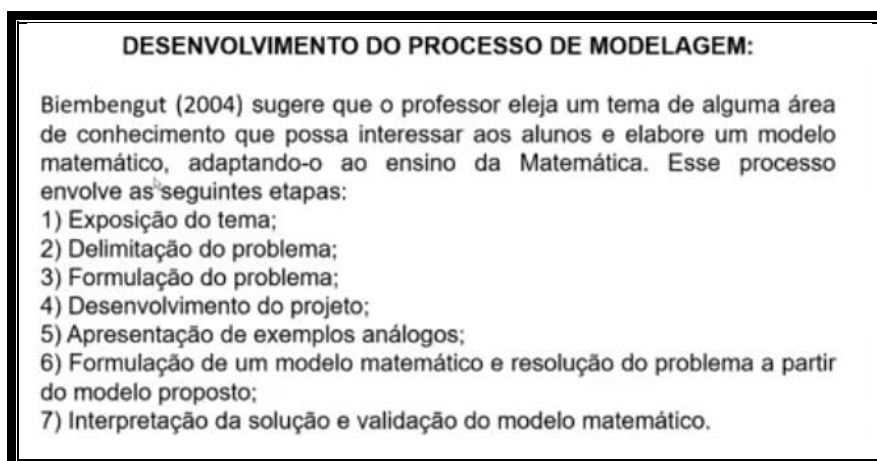 DESENVOLVIMENTO DO PROCESSO DE MODELAGEM:
Biembengut (2004) sugere que o professor eleja um tema de alguma área
de conhecimento que possa interessar aos alunos e elabore um modelo
matemático, adaptando-o ao ensino da Matemática. Esse processo
envolve as seguintes etapas:
1) Exposição do tema;
2) Delimitação do problema;
3) Formulação do problema;
4) Desenvolvimento do projeto;
5) Apresentação de exemplos análogos;
6) Formulação de um modelo matemático e resolução do problema a partir
do modelo proposto;
7) Interpretação da solução e validação do modelo matemático.